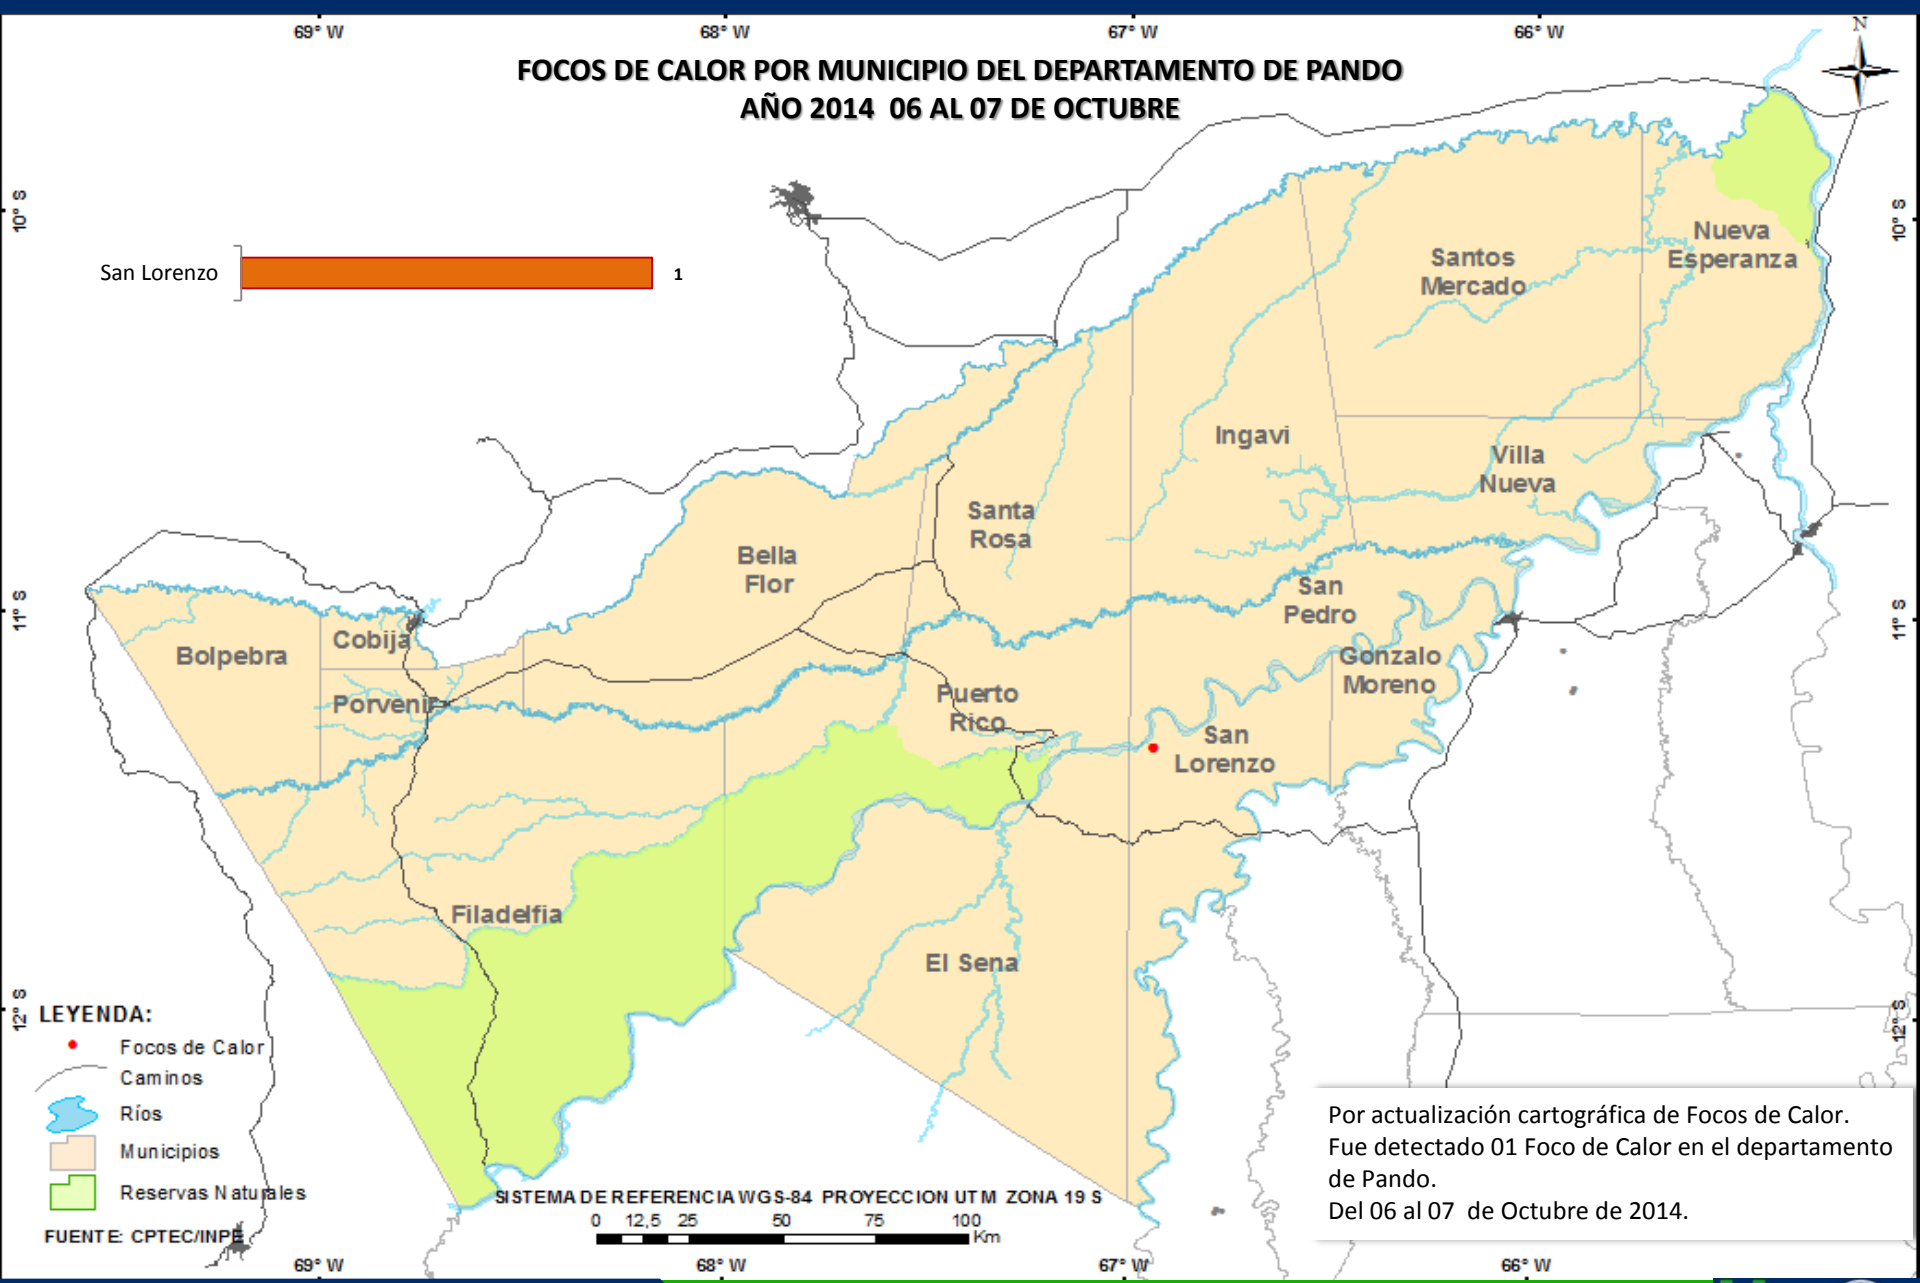 69° W
68° W
67° W
66° W
N
FOCOS DE CALOR POR MUNICIPIO DEL DEPARTAMENTO DE PANDO
AÑO 2014 06 AL 07 DE OCTUBRE
10° S
10° S
San Lorenzo
1
Nueva
Esperanza
Santos
Mercado
Ingavi
Villa
Nueva
Santa
Rosa
Bella
Flor
San
Pedro
11° S
11° S
Cobija
Bolpebra
Gonzalo
Moreno
Porvenir
Puerto
Rico
San
Lorenzo
Filadelfia
El Sena
12° S
12° S
LEYENDA:
Focos de Calor
Caminos
Ríos
Municipios
Reservas Naturales
FUENTE: CPTEC/INPE
SISTEMA DE REFERENCIA WGS-84 PROYECCION UTM ZONA 19 S
0 12,5 25 50 75 100
Km
Por actualización cartográfica de Focos de Calor.
Fue detectado 01 Foco de Calor en el departamento
de Pando.
Del 06 al 07 de Octubre de 2014.
69° W
68° W
67° W
66° W